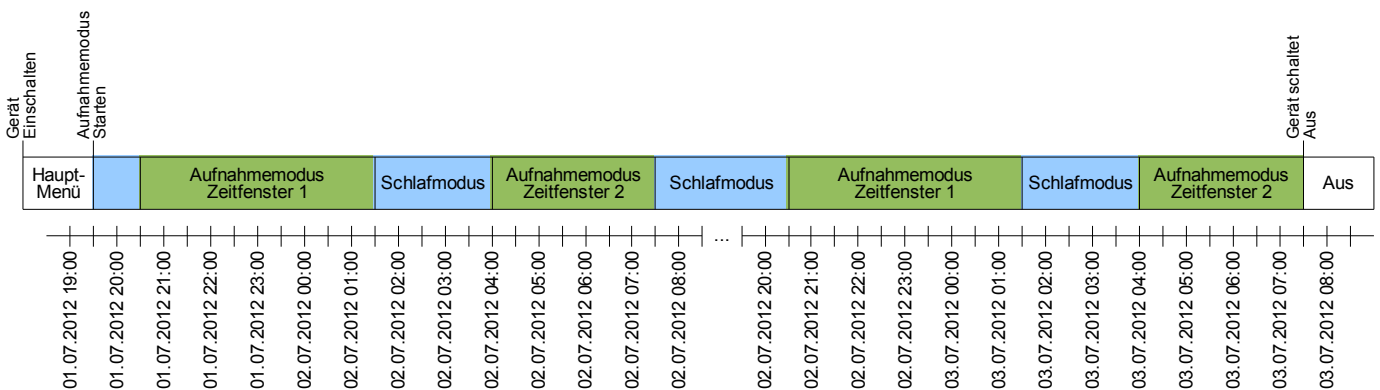 Gerät
Einschalten
Aufnahmemodus
Starten
Gerät schaltet
Aus
Haupt-
Menü
Aufnahmemodus
Zeitfenster 1
Schlafmodus
Aufnahmemodus
Zeitfenster 2
Schlafmodus
Aufnahmemodus
Zeitfenster 1
Schlafmodus
Aufnahmemodus
Zeitfenster 2
Aus
...
01.07.2012 19:00
01.07.2012 20:00
01.07.2012 21:00
01.07.2012 22:00
01.07.2012 23:00
02.07.2012 00:00
02.07.2012 01:00
02.07.2012 02:00
02.07.2012 03:00
02.07.2012 04:00
02.07.2012 05:00
02.07.2012 06:00
02.07.2012 07:00
02.07.2012 08:00
02.07.2012 20:00
02.07.2012 21:00
02.07.2012 22:00
02.07.2012 23:00
03.07.2012 00:00
03.07.2012 01:00
03.07.2012 02:00
03.07.2012 03:00
03.07.2012 04:00
03.07.2012 05:00
03.07.2012 06:00
03.07.2012 07:00
03.07.2012 08:00